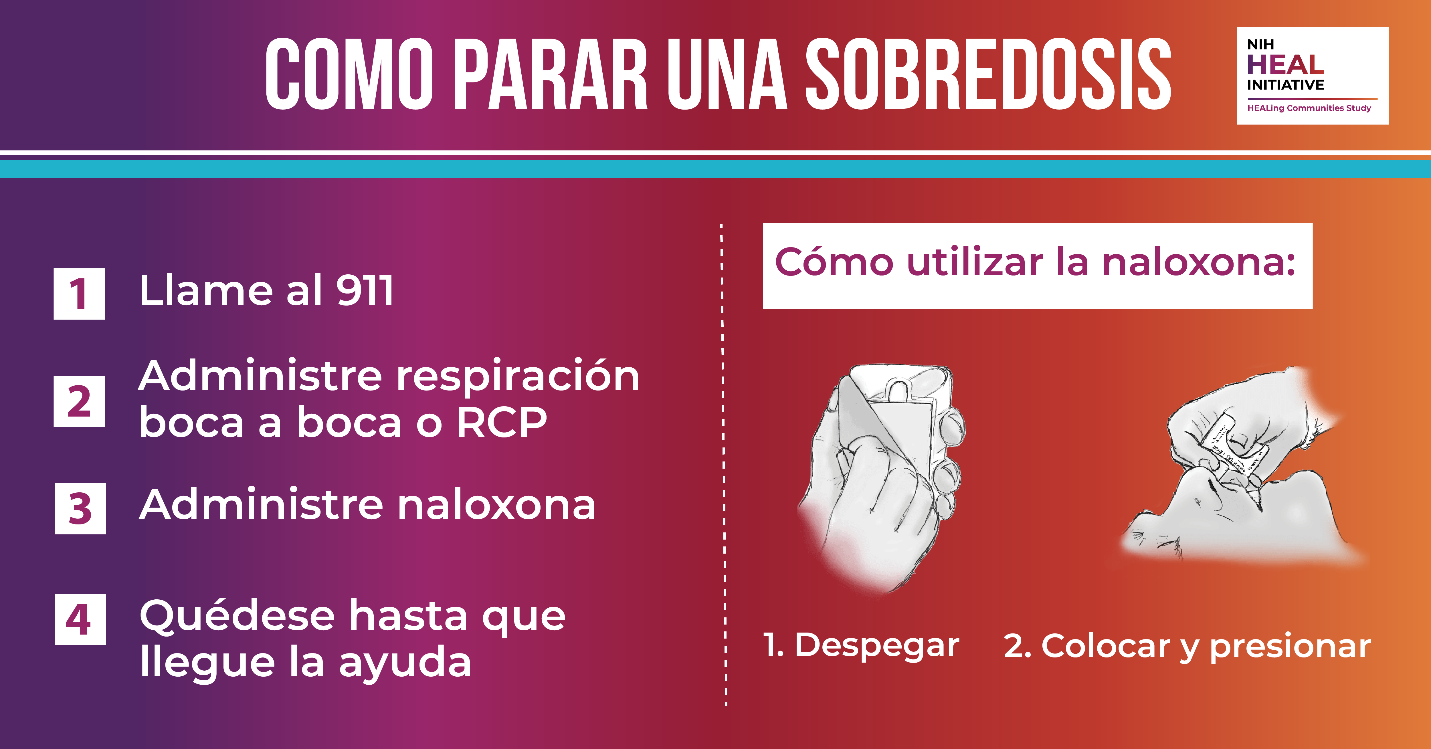 COMO PARAR UNA SOBREDOSIS
NIH
HEAL
INITIATIVE
HEALing Communities Study
1 Llame al 911
2 Administre respiración
boca a boca o RCP
3 Administre naloxona
4 Quédese hasta que
llegue la ayuda
Cómo utilizar la naloxona:
1. Despegar
2. Colocar y presionar